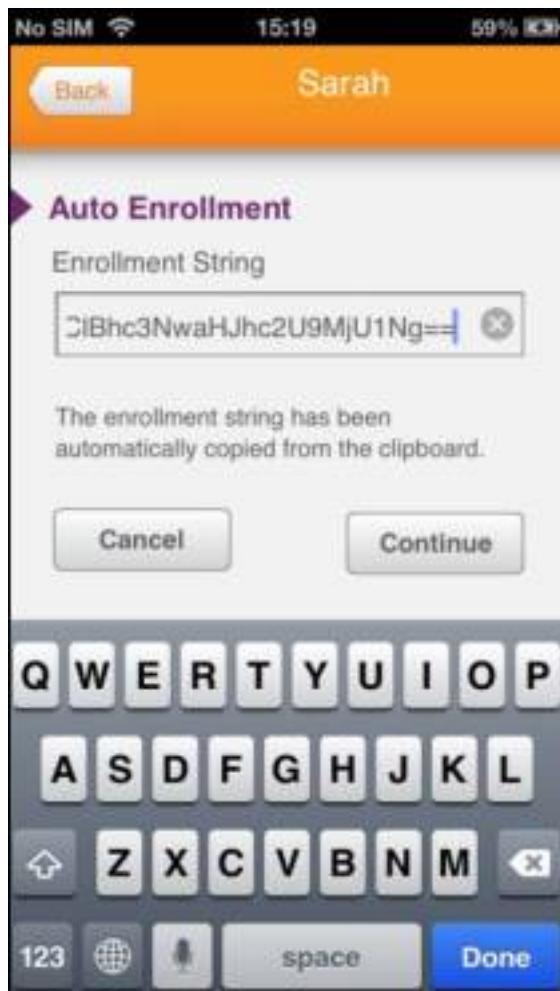 No SIM 15:19 59%
Back Sarah
Auto Enrollment
Enrollment String
CIBhc3NwaHJhc2U9MjU1Ng==
The enrollment string has been
automatically copied from the clipboard.
Cancel Continue
Q W E R T Y U I O P
A S D F G H J K L
Z X C V B N M
123 space Done